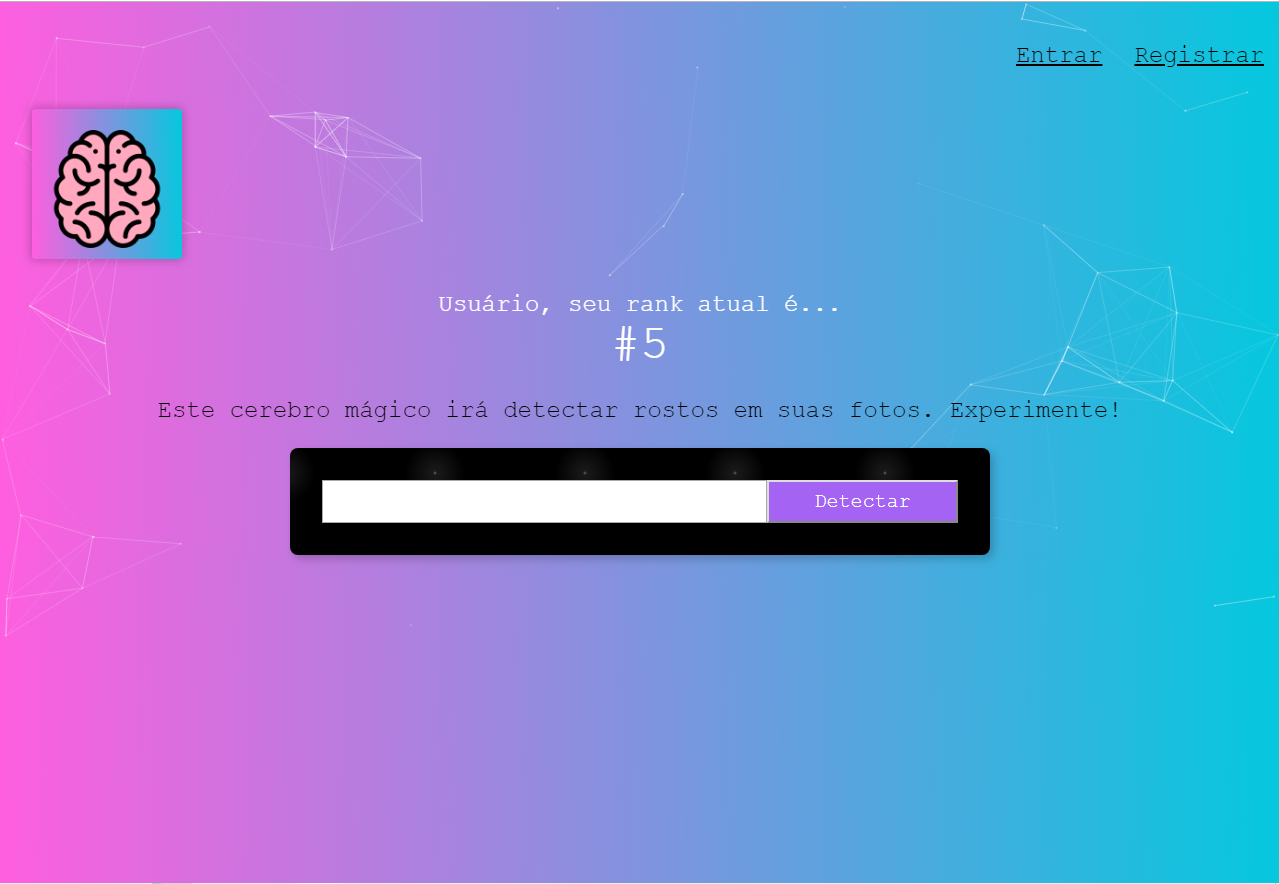 Entrar Registrar
Usuário, seu rank atual é...
#5
Este cerebro mágico irá detectar rostos em suas fotos. Experimente!
Detectar